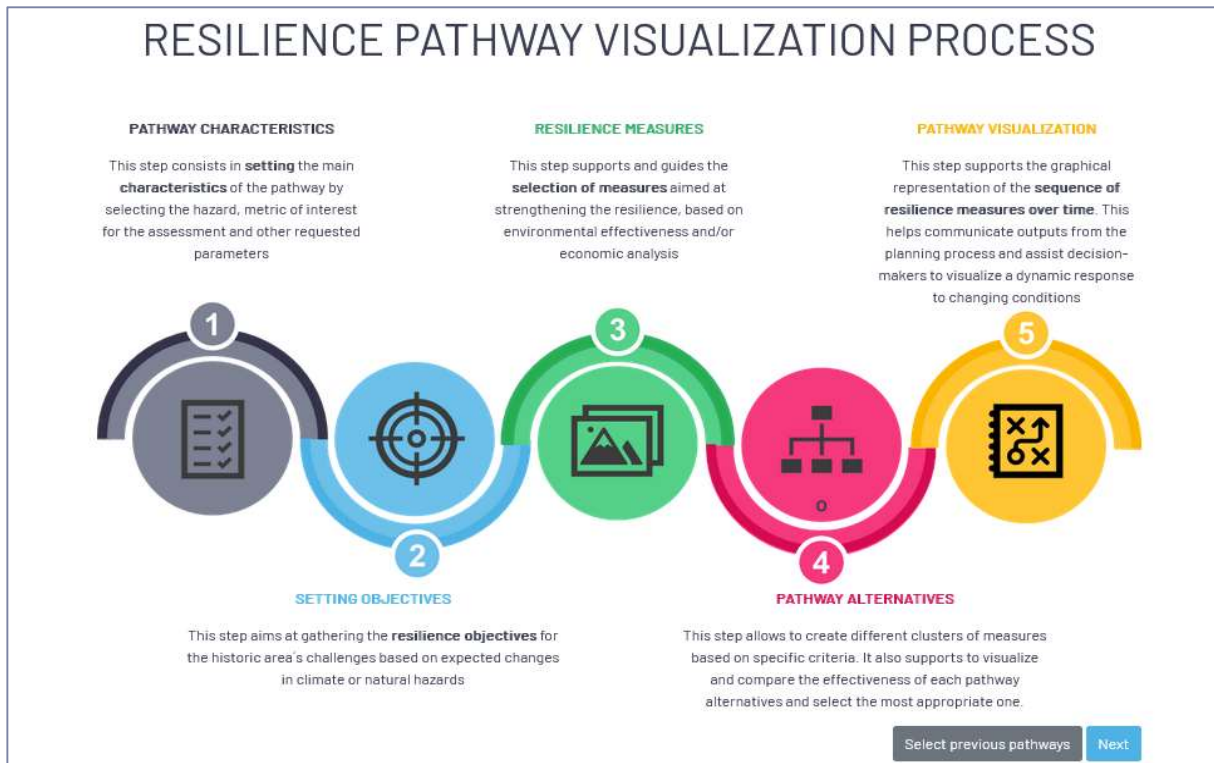 RESILIENCE PATHWAY VISUALIZATION PROCESS
PATHWAY CHARACTERISTICS
This step consists in setting the main
characteristics of the pathway by
selecting the hazard, metric of interest
for the assessment and other requested
parameters
RESILIENCE MEASURES
This step supports and guides the
selection of measures aimed at
strengthening the resilience, based on
environmental effectiveness and/or
economic analysis
PATHWAY VISUALIZATION
This step supports the graphical
representation of the sequence of
resilience measures over time. This
helps communicate outputs from the
planning process and assist decision-
makers to visualize a dynamic response
to changing conditions
1
3
5
2
4
SETTING OBJECTIVES
This step aims at gathering the resilience objectives for
the historic area´s challenges based on expected changes
in climate or natural hazards
PATHWAY ALTERNATIVES
This step allows to create different clusters of measures
based on specific criteria. It also supports to visualize
and compare the effectiveness of each pathway
alternatives and select the most appropriate one.
Select previous pathways
Next